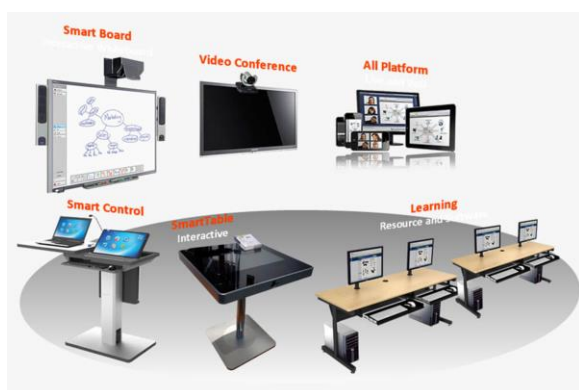 Smart Board
Video Conference
All Platform
Smart Control
SmartTable
Interactive
Learning
Resource and